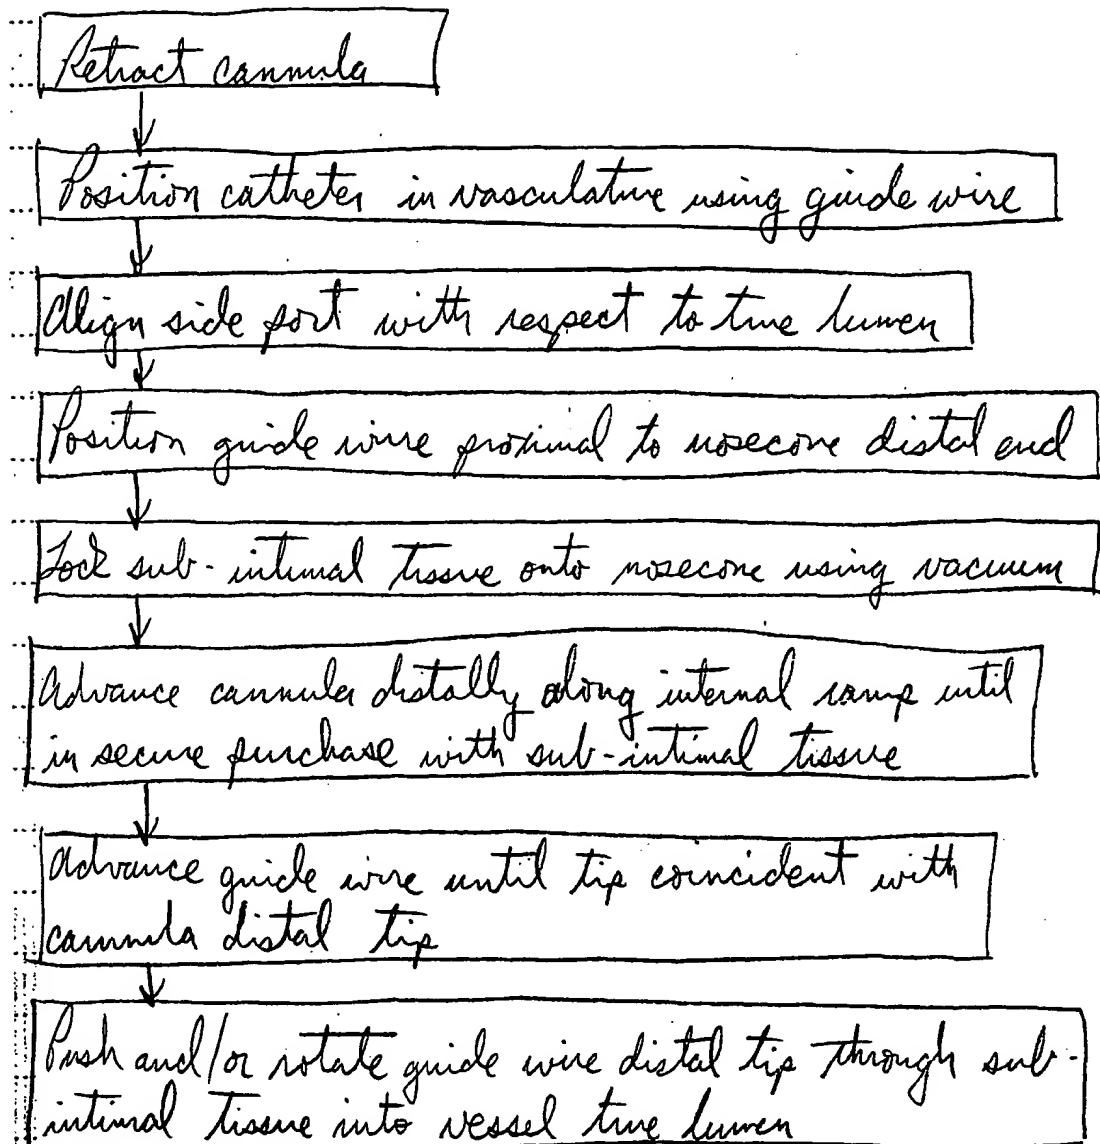 Retract cannula
Position catheter in vasculature using guide wire
Align side port with respect to true lumen
Position guide wire proximal to nosecone distal end
Lock sub-intimal tissue onto nosecone using vacuum
Advance cannula distally along internal ramp until
in secure purchase with sub-intimal tissue
Advance guide wire until tip coincident with
cannula distal tip
Push and/or rotate guide wire distal tip through sub-
intimal tissue into vessel true lumen